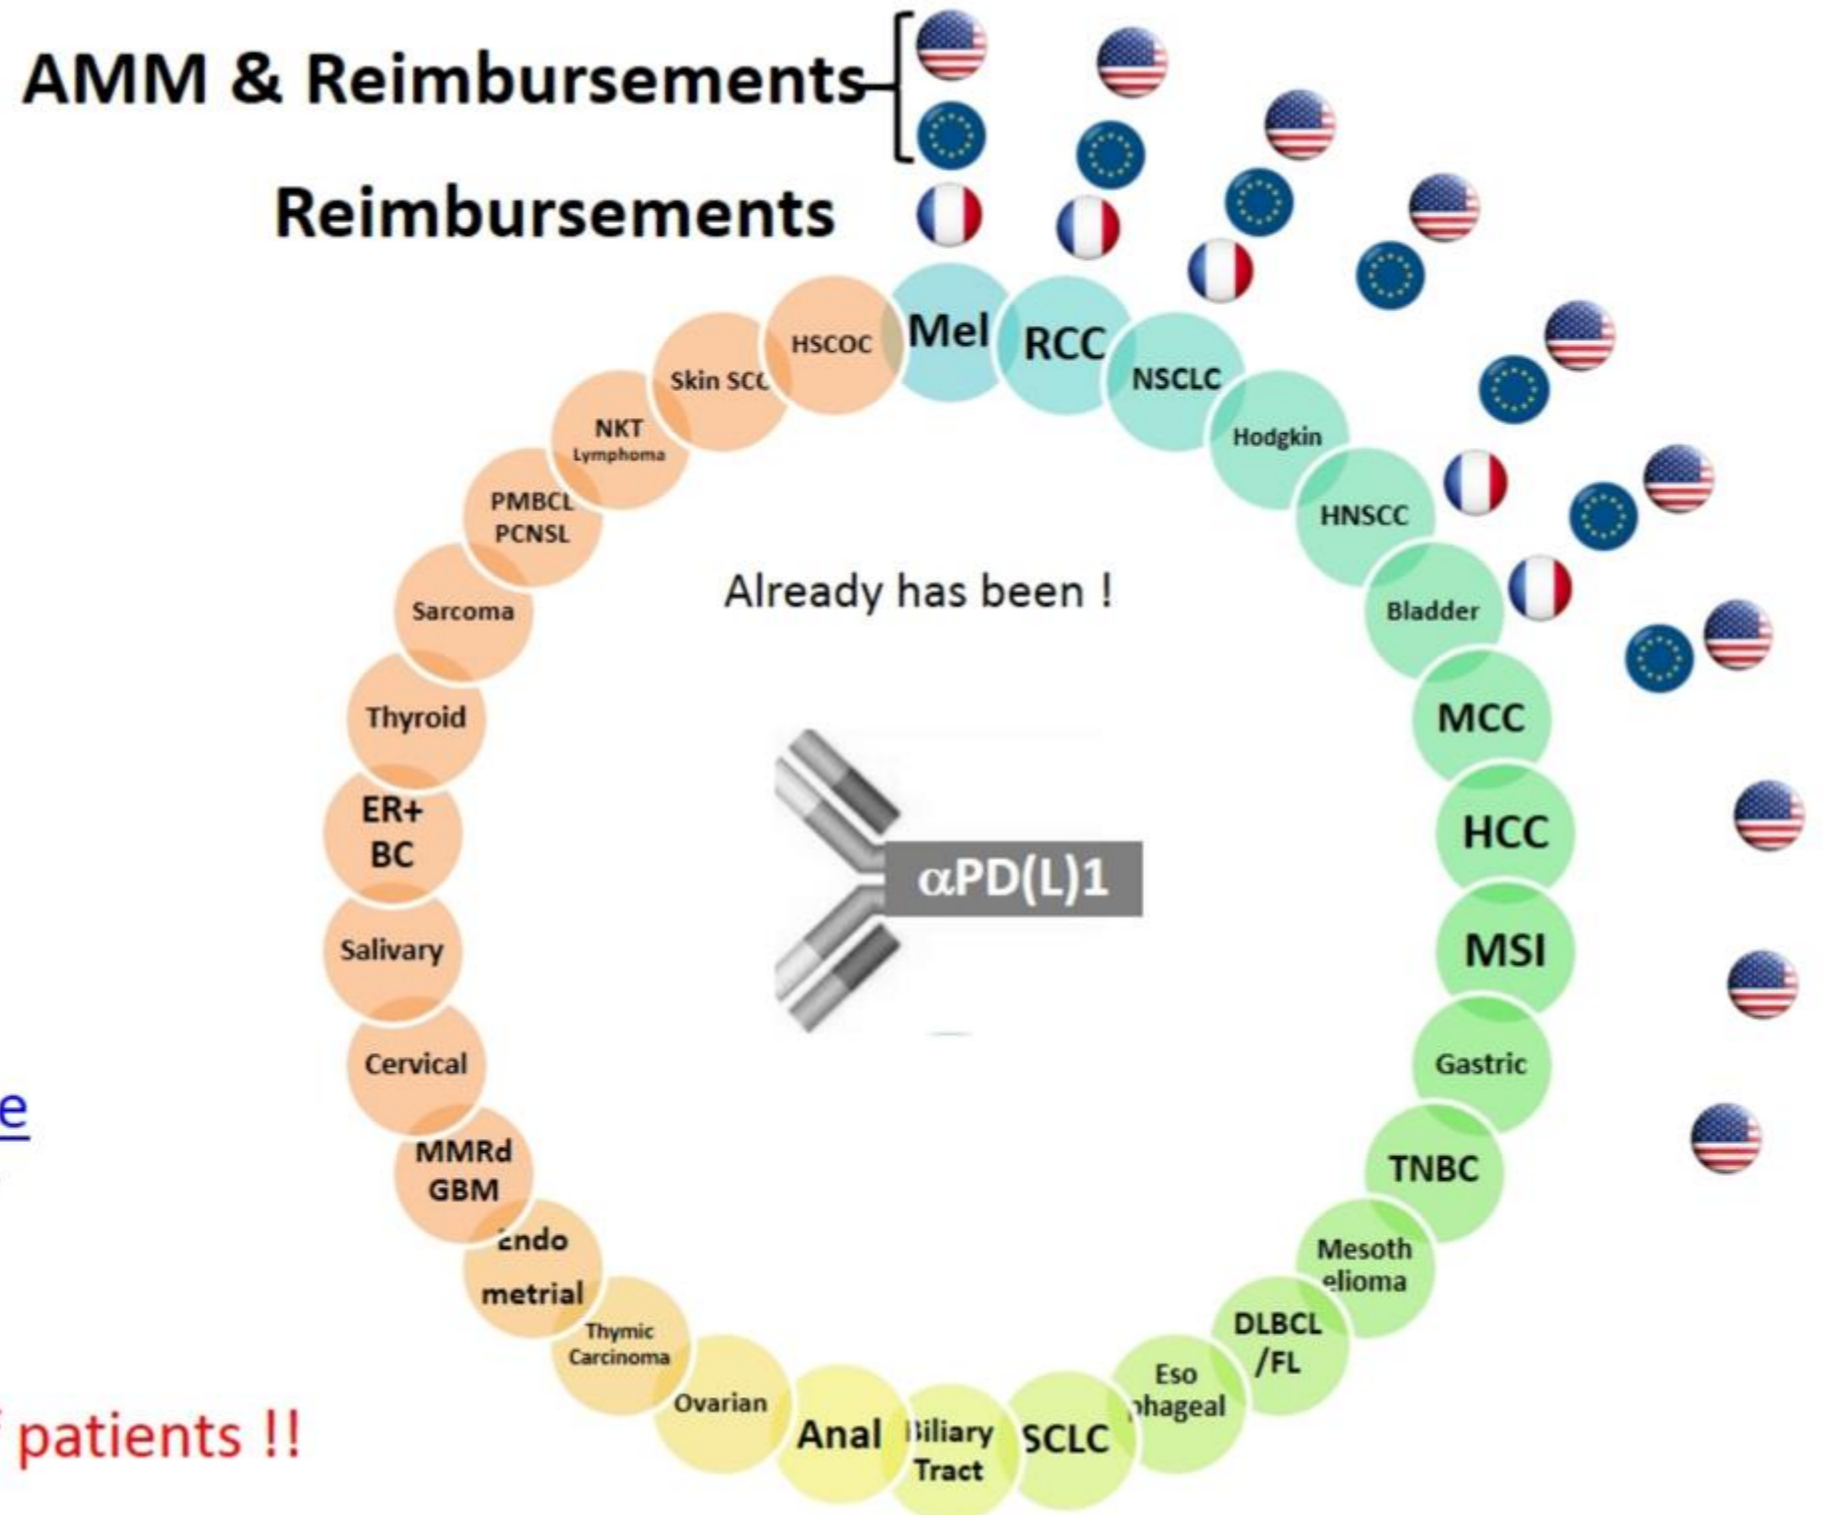 AMM & Reimbursements
Reimbursements
Mel
RCC
NSCLC
Hodgkin
HNSCC
Bladder
MCC
HCC
MSI
Gastric
TNBC
Mesoth
elioma
DLBCL
/FL
Eso
phageal
SCLC
Biliary
Tract
Anal
Ovarian
Thymic
Carcinoma
Endo
metrial
MMRd
GBM
Cervical
Salivary
ER+
BC
Thyroid
Sarcoma
PMBCL
PCNSL
NKT
Lymphoma
Skin SCC
HSCOC
Already has been !
αPD(L)1
e
patients !!